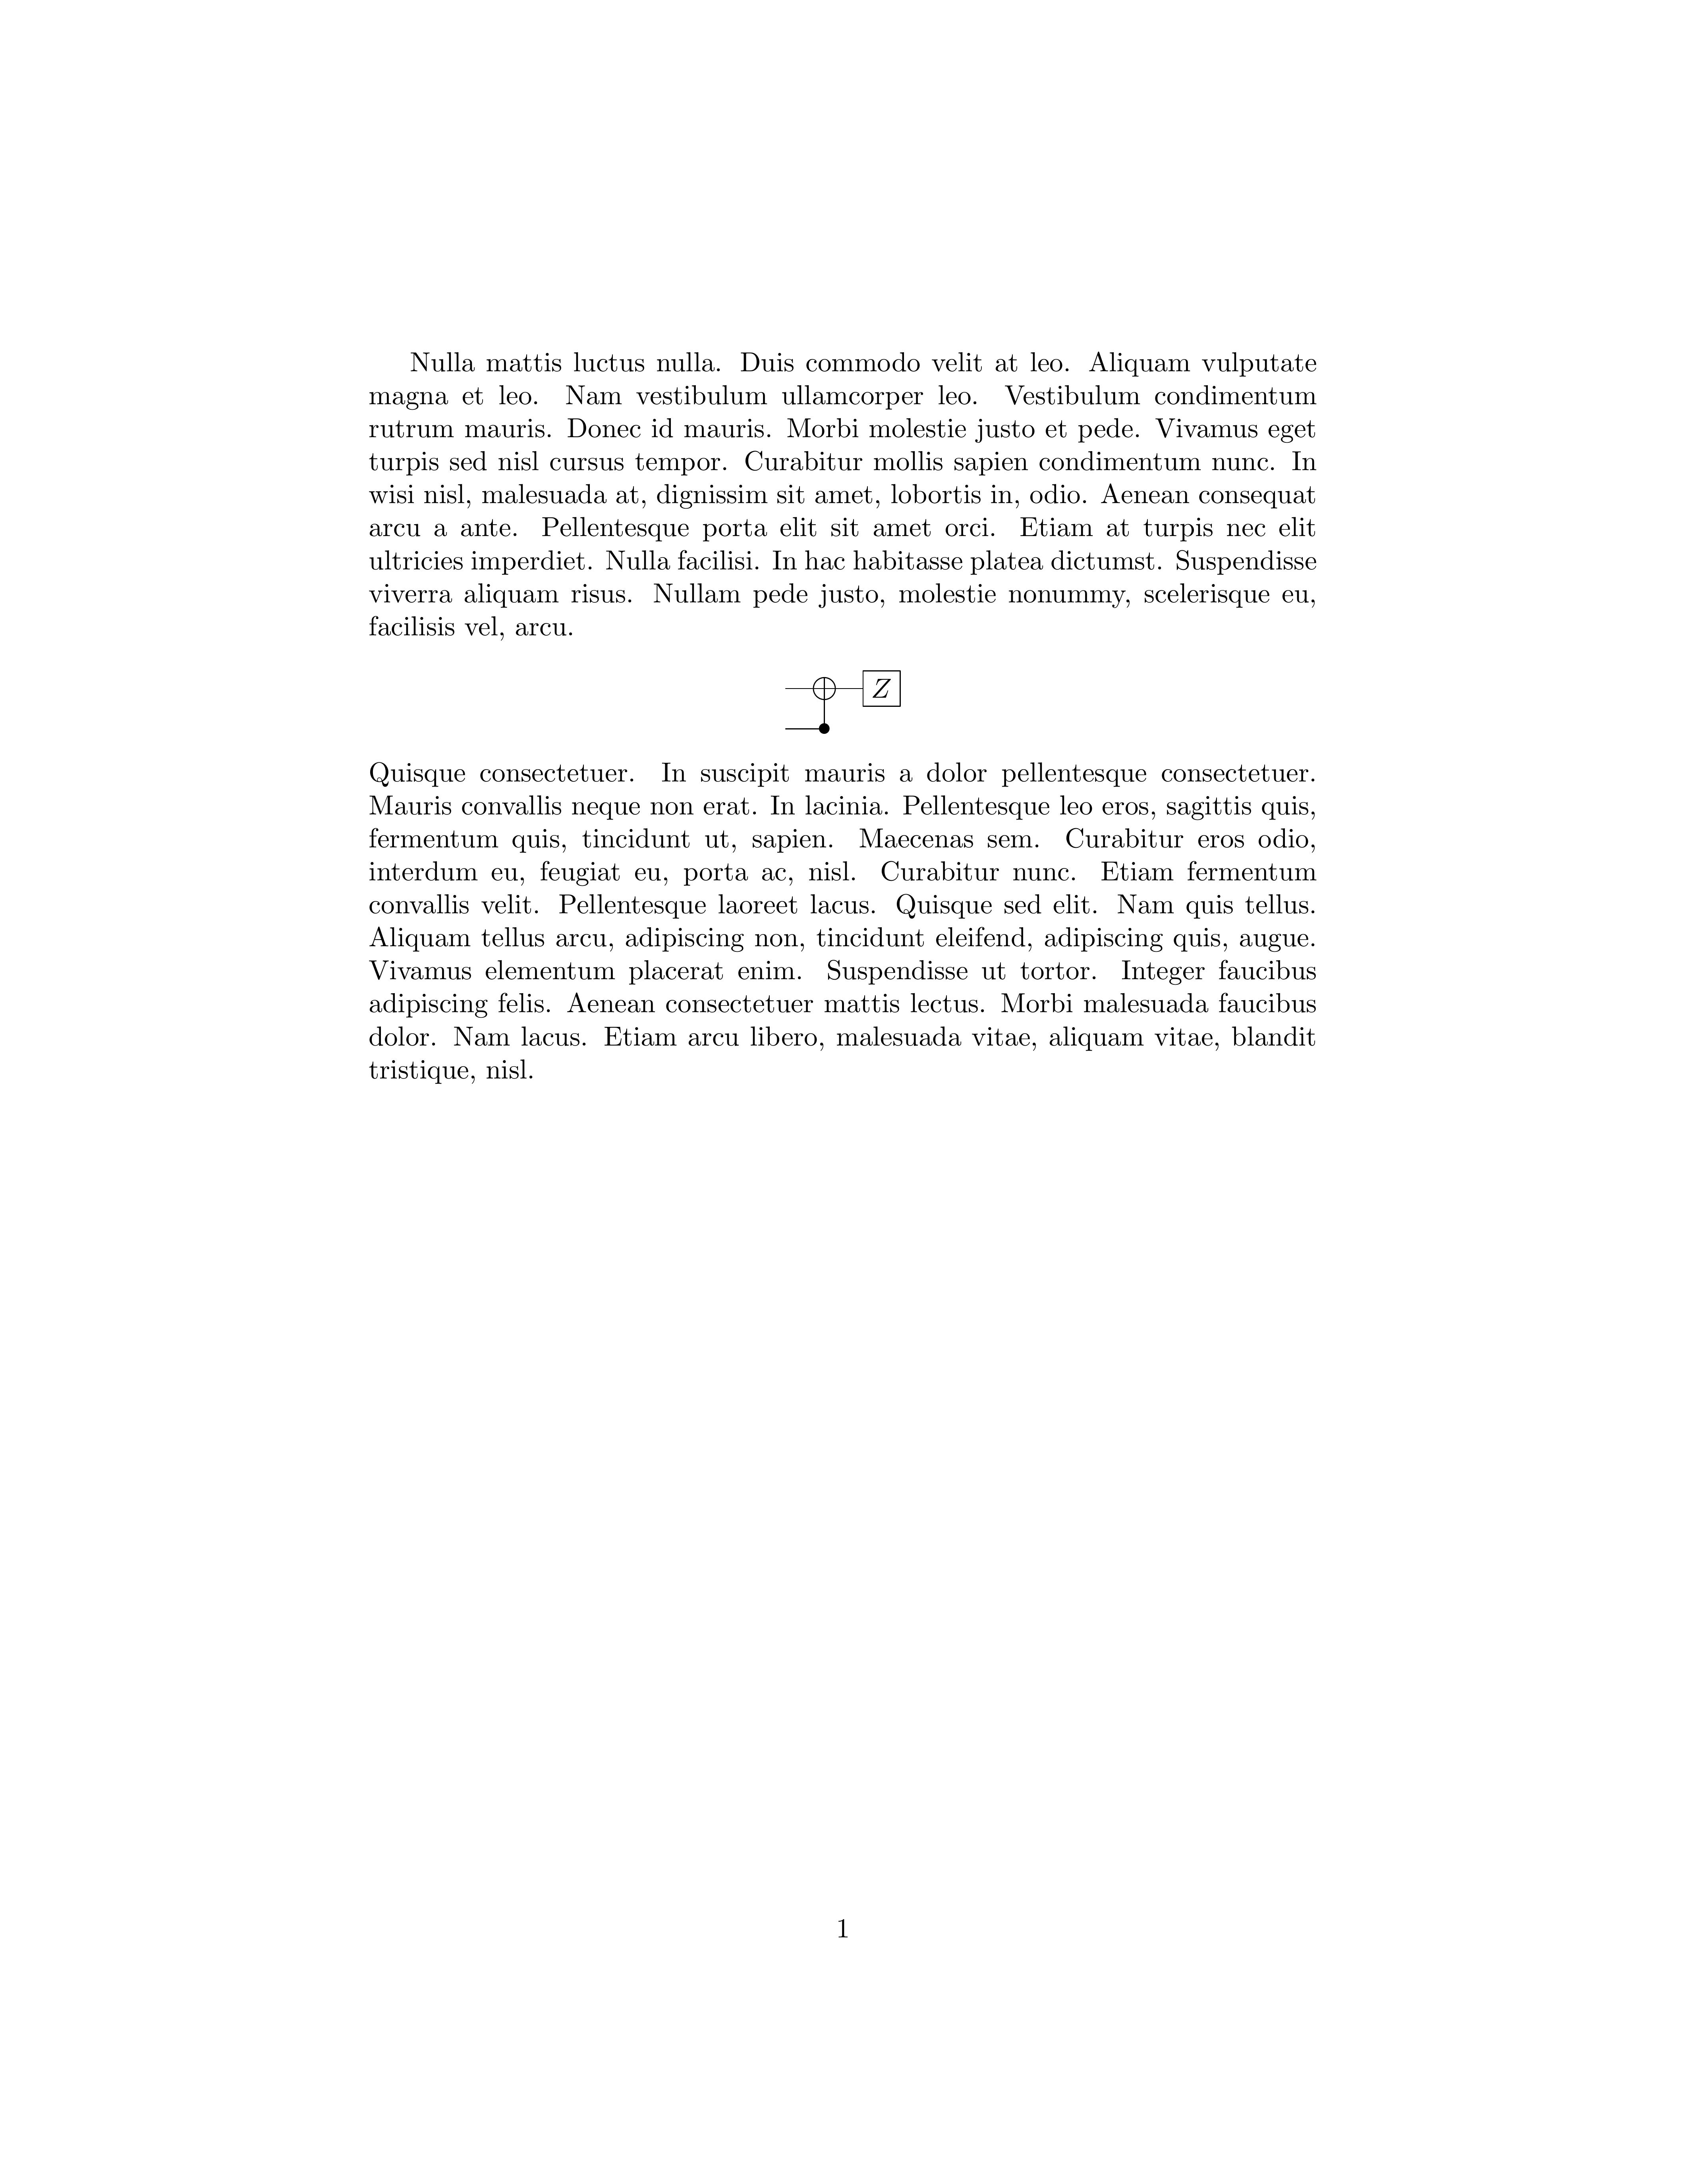 Nulla mattis luctus nulla. Duis commodo velit at leo. Aliquam vulputate
magna et leo. Nam vestibulum ullamcorper leo. Vestibulum condimentum
rutrum mauris. Donec id mauris. Morbi molestie justo et pede. Vivamus eget
turpis sed nisl cursus tempor. Curabitur mollis sapien condimentum nunc. In
wisi nisl, malesuada at, dignissim sit amet, lobortis in, odio. Aenean consequat
arcu a ante. Pellentesque porta elit sit amet orci. Etiam at turpis nec elit
ultricies imperdiet. Nulla facilisi. In hac habitasse platea dictumst. Suspendisse
viverra aliquam risus. Nullam pede justo, molestie nonummy, scelerisque eu,
facilisis vel, arcu.
Z
Quisque consectetuer. In suscipit mauris a dolor pellentesque consectetuer.
Mauris convallis neque non erat. In lacinia. Pellentesque leo eros, sagittis quis,
fermentum quis, tincidunt ut, sapien. Maecenas sem. Curabitur eros odio,
interdum eu, feugiat eu, porta ac, nisl. Curabitur nunc. Etiam fermentum
convallis velit. Pellentesque laoreet lacus. Quisque sed elit. Nam quis tellus.
Aliquam tellus arcu, adipiscing non, tincidunt eleifend, adipiscing quis, augue.
Vivamus elementum placerat enim. Suspendisse ut tortor. Integer faucibus
adipiscing felis. Aenean consectetuer mattis lectus. Morbi malesuada faucibus
dolor. Nam lacus. Etiam arcu libero, malesuada vitae, aliquam vitae, blandit
tristique, nisl.
1